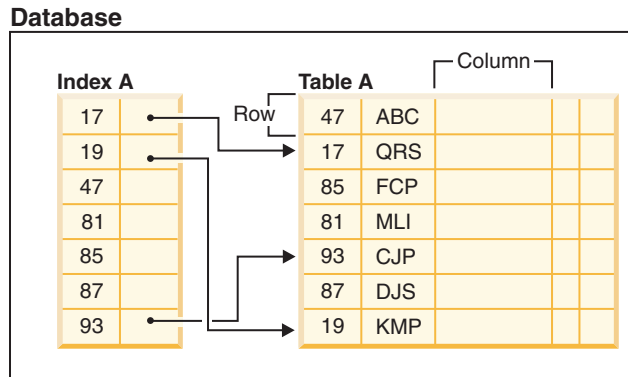 Database
Column
Index A
Table A
Row
17
19
47
81
85
87
93
47 ABC
17 QRS
85 FCP
81 MLI
93 CJP
87 DJS
19 KMP